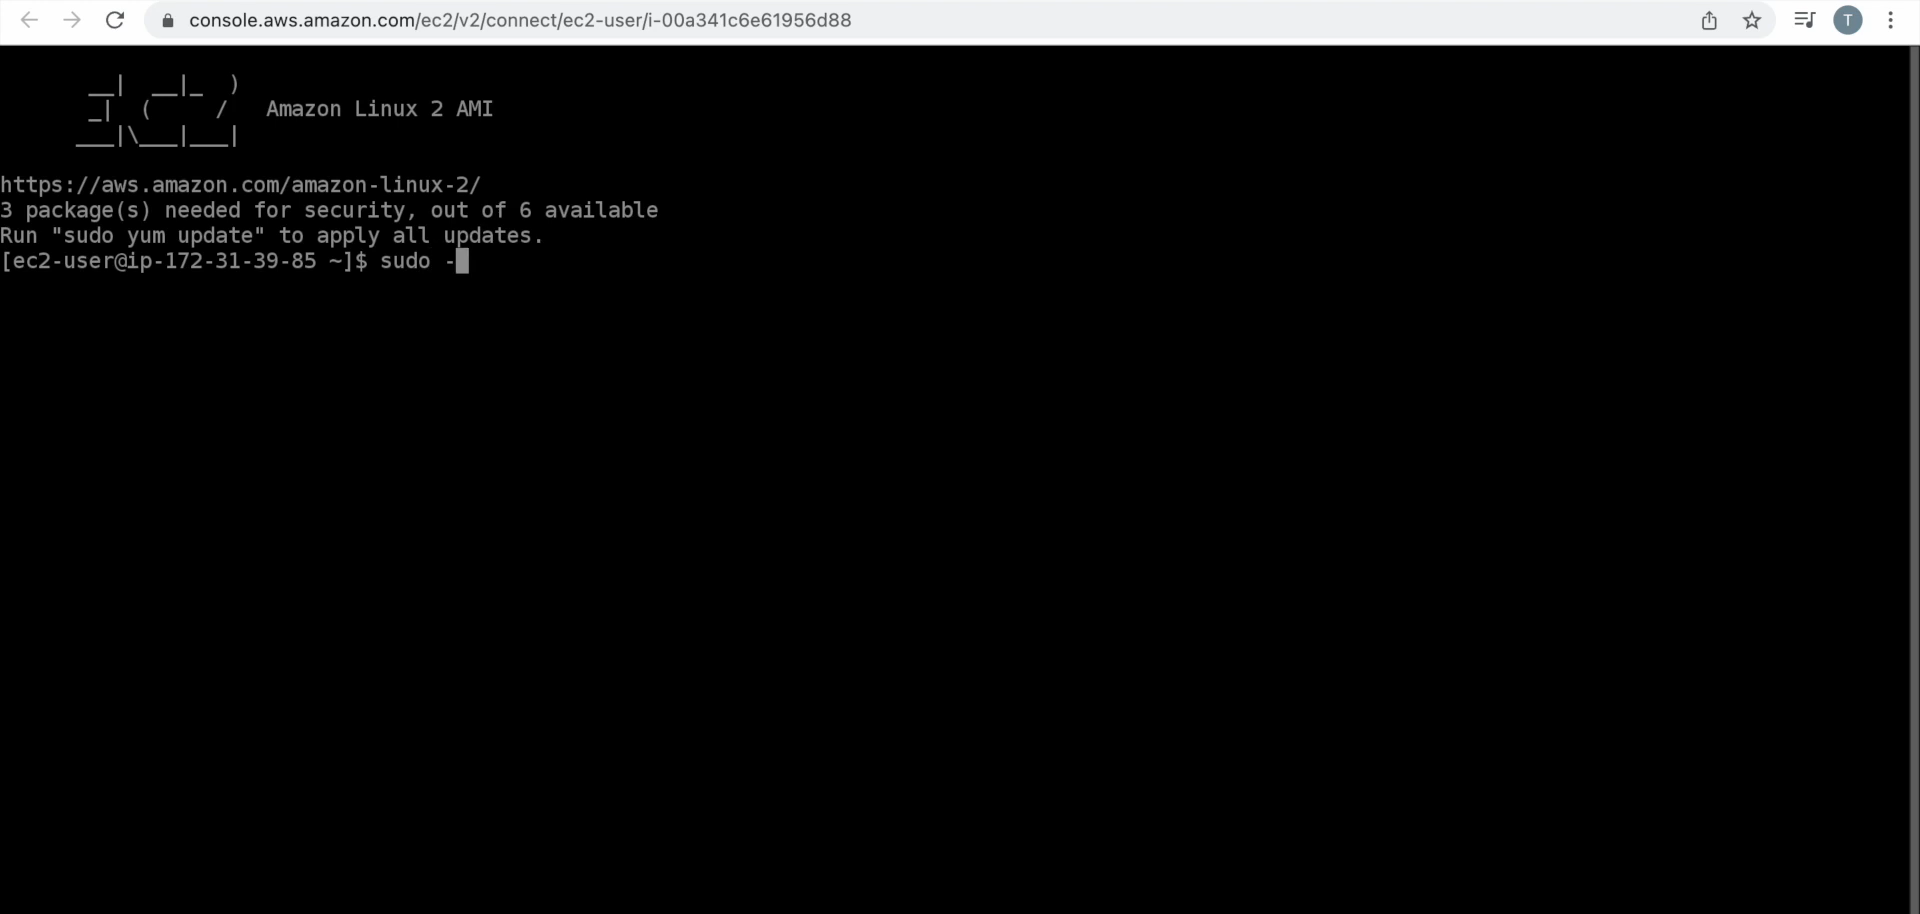 console.aws.amazon.com/ec2/v2/connect/ec2-user/i-00a341c6e61956d88
T
       __|  __|_  )
       _|  (     /   Amazon Linux 2 AMI
      ___|\___|___|
https://aws.amazon.com/amazon-linux-2/
3 package(s) needed for security, out of 6 available
Run "sudo yum update" to apply all updates.
[ec2-user@ip-172-31-39-85 ~]$ sudo -